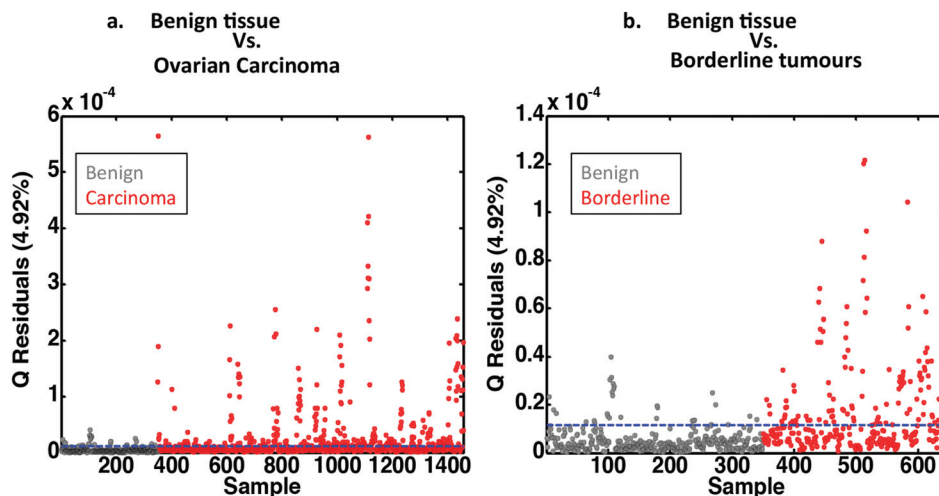 a. Benign tissue
Vs.
Ovarian Carcinoma
6 x 10-4
5
4
3
2
1
0
Q Residuals (4.92%)
Benign
Carcinoma
200 400 600 800 1000 1200 1400
Sample
b. Benign tissue
Vs.
Borderline tumours
1.4 x 10-4
1.2
1
0.8
0.6
0.4
0.2
0
Q Residuals (4.92%)
Benign
Borderline
100 200 300 400 500 600
Sample